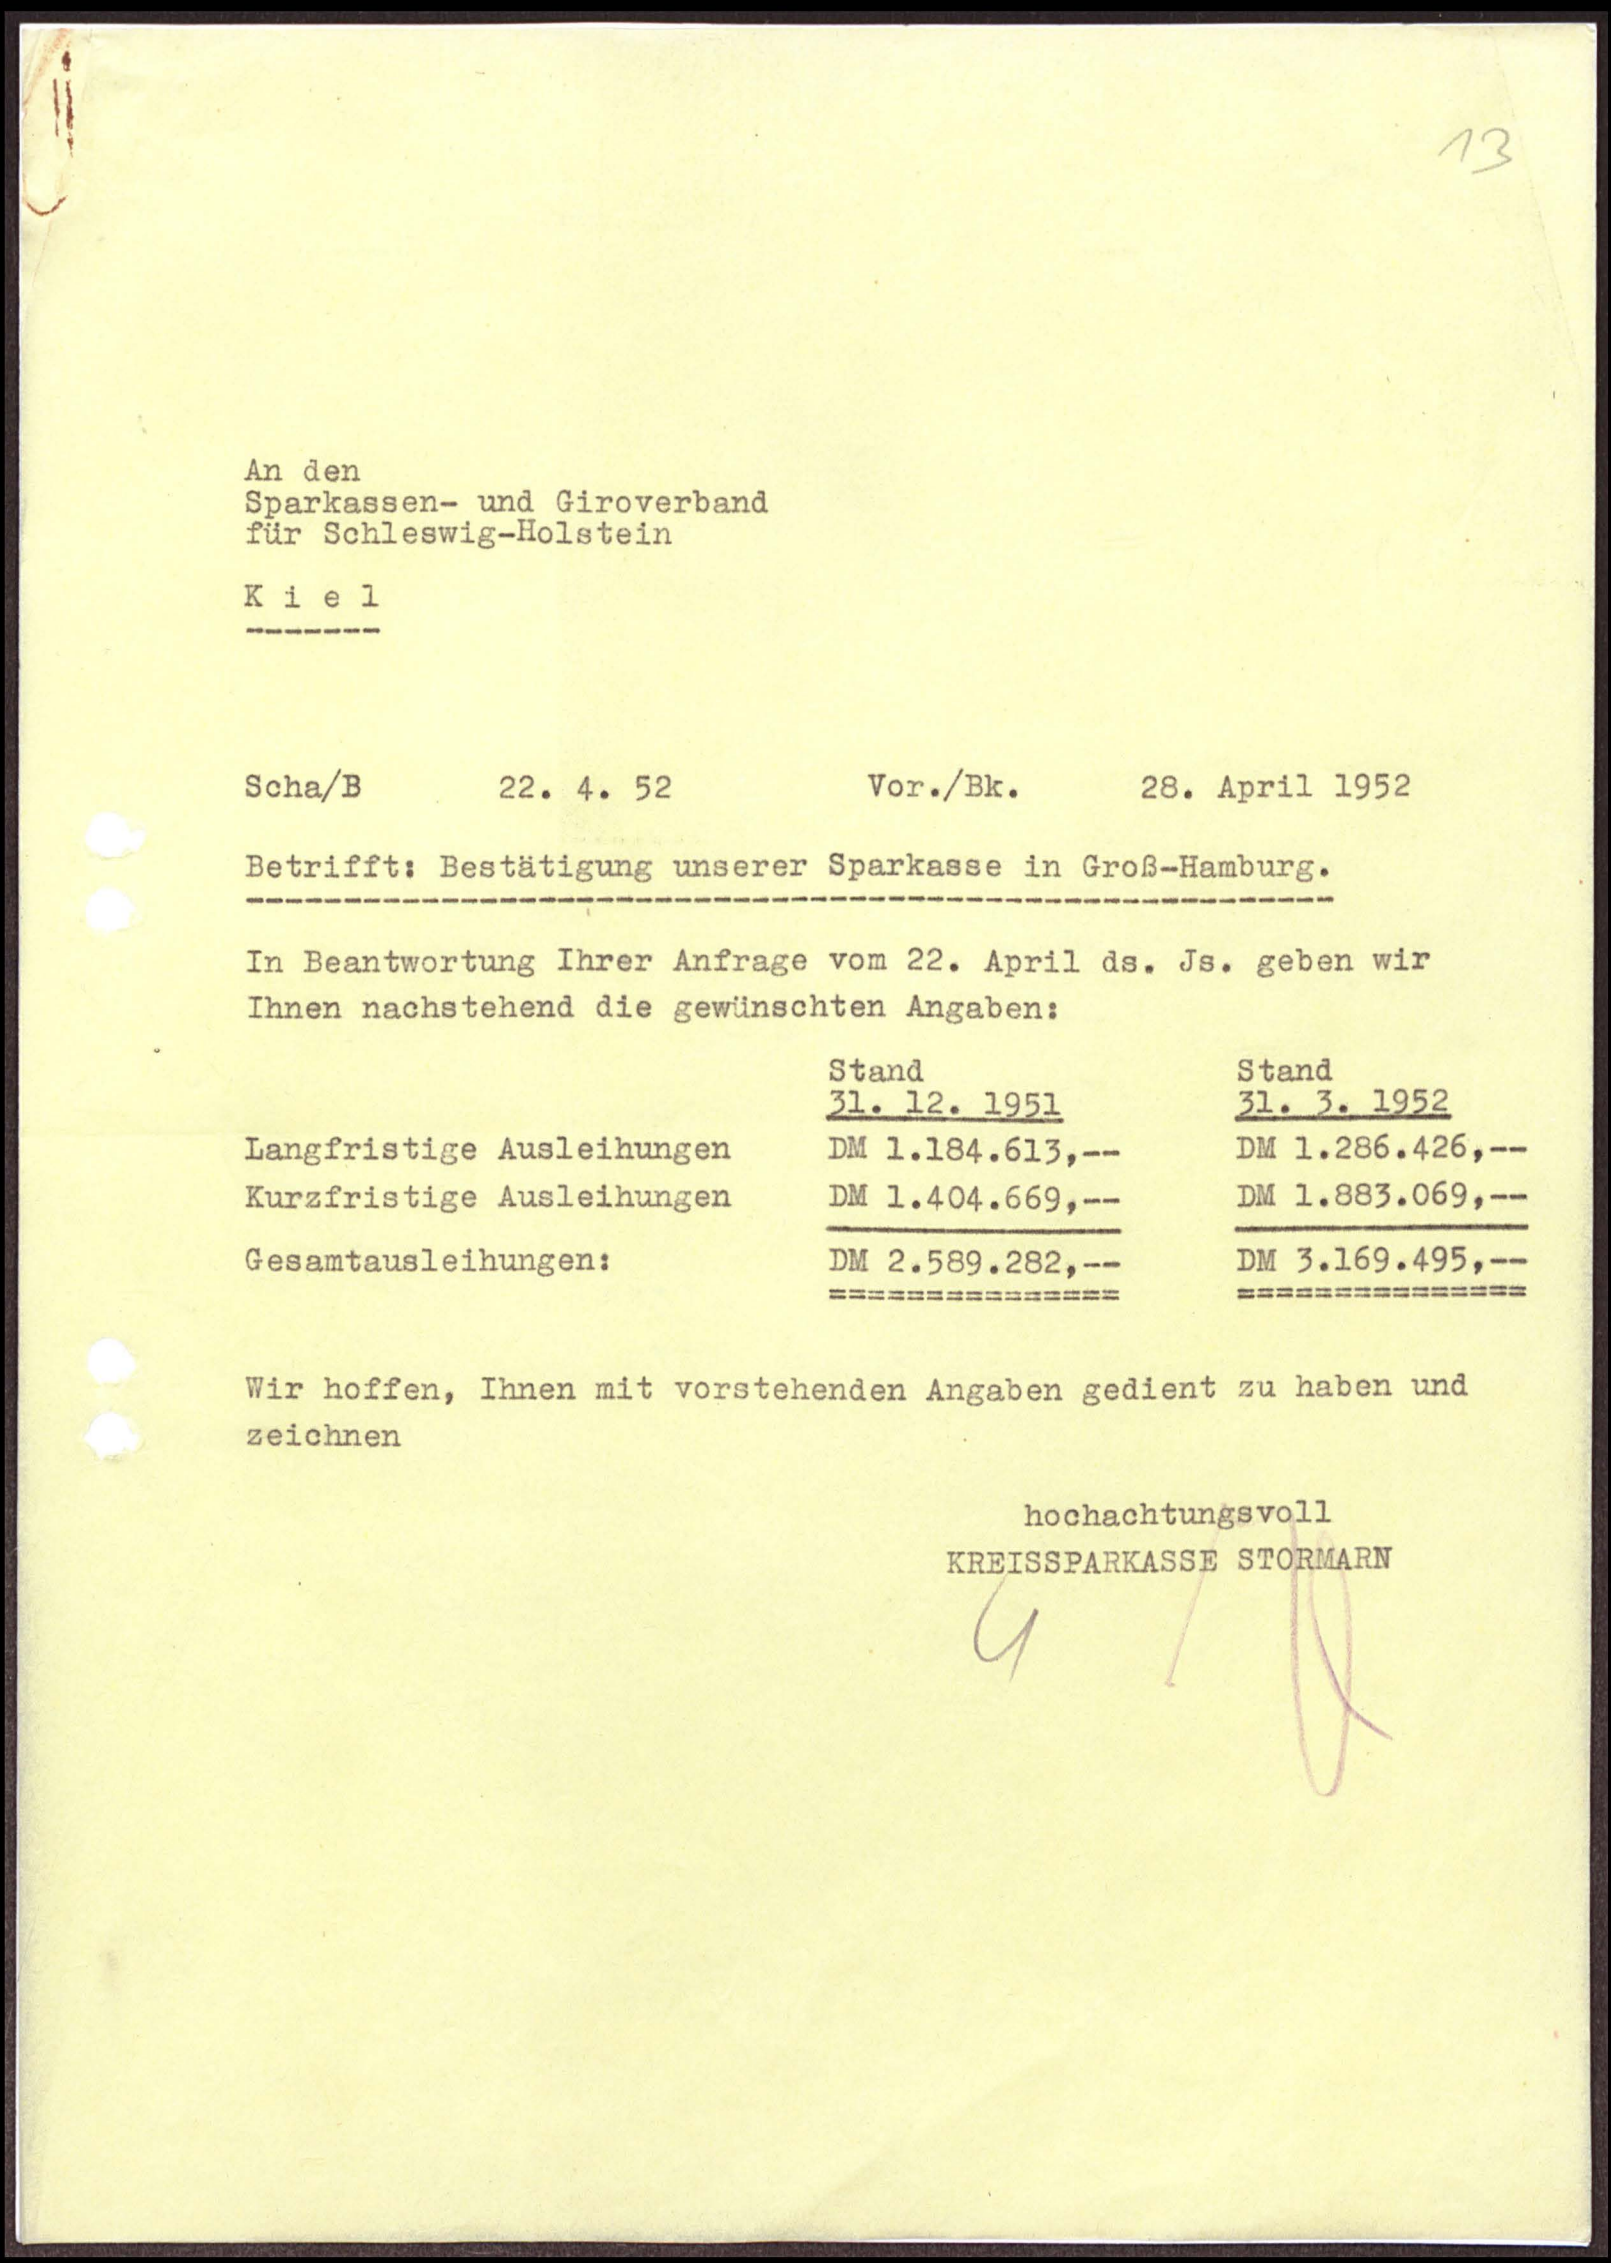 13
An den
Sparkassen- und Giroverband
für Schleswig-Holstein
K i e l
-------
Scha/B 22. 4. 52 Vor./Bk. 28. April 1952
Betrifft: Bestätigung unserer Sparkasse in Groß-Hamburg.
--------------------------------------------------------
In Beantwortung Ihrer Anfrage vom 22. April ds. Js. geben wir
Ihnen nachstehend die gewünschten Angaben:
Stand Stand
31. 12. 1951 31. 3. 1952
Langfristige Ausleihungen DM 1.184.613,-- DM 1.286.426,--
Kurzfristige Ausleihungen DM 1.404.669,-- DM 1.883.069,--
Gesamtausleihungen: DM 2.589.282,-- DM 3.169.495,--
=============== ===============
Wir hoffen, Ihnen mit vorstehenden Angaben gedient zu haben und
zeichnen
hochachtungsvoll
KREISSPARKASSE STORMARN